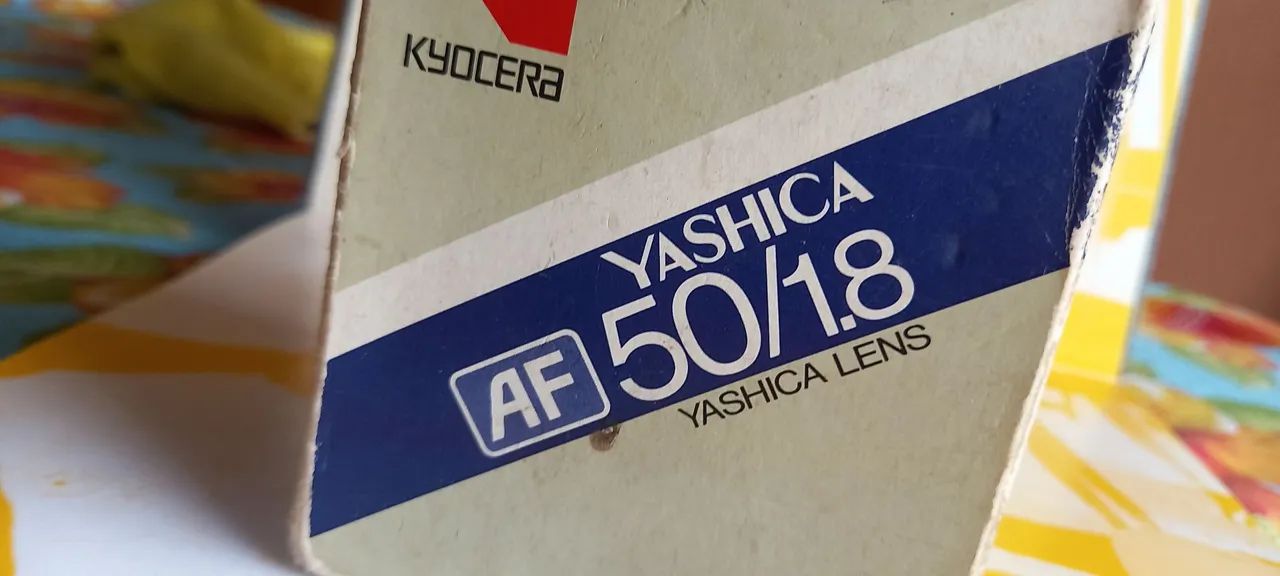 KYOCERA
YASHICA
AF 50/1.8
YASHICA LENS